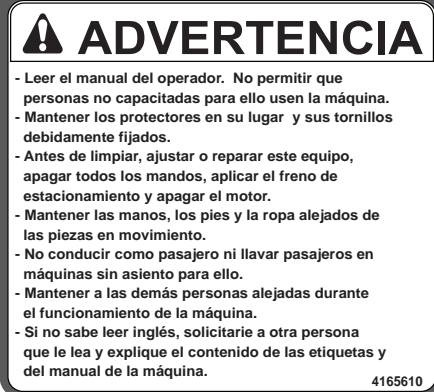 ADVERTENCIA
- Leer el manual del operador. No permitir que
personas no capacitadas para ello usen la máquina.
- Mantener los protectores en su lugar y sus tornillos
debidamente fijados.
- Antes de limpiar, ajustar o reparar este equipo,
apagar todos los mandos, aplicar el freno de
estacionamiento y apagar el motor.
- Mantener las manos, los pies y la ropa alejados de
las piezas en movimiento.
- No conducir como pasajero ni llavar pasajeros en
máquinas sin asiento para ello.
- Mantener a las demás personas alejadas durante
el funcionamiento de la máquina.
- Si no sabe leer inglés, solicitarie a otra persona
que le lea y explique el contenido de las etiquetas y
del manual de la máquina.
4165610